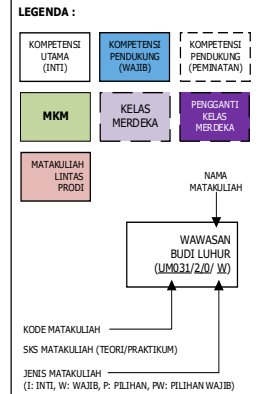 LEGENDA :
KOMPETENSI
UTAMA
(INTI)
KOMPETENSI
PENDUKUNG
(WAJIB)
KOMPETENSI
PENDUKUNG
(PEMINATAN)
MKM
KELAS
MERDEKA
PENGGANTI
KELAS
MERDEKA
MATAKULIAH
LINTAS
PRODI
NAMA
MATAKULIAH
WAWASAN
BUDI LUHUR
(UM031/2/0/ W)
KODE MATAKULIAH
SKS MATAKULIAH (TEORI/PRAKTIKUM)
JENIS MATAKULIAH
(I: INTI, W: WAJIB, P: PILIHAN, PW: PILIHAN WAJIB)